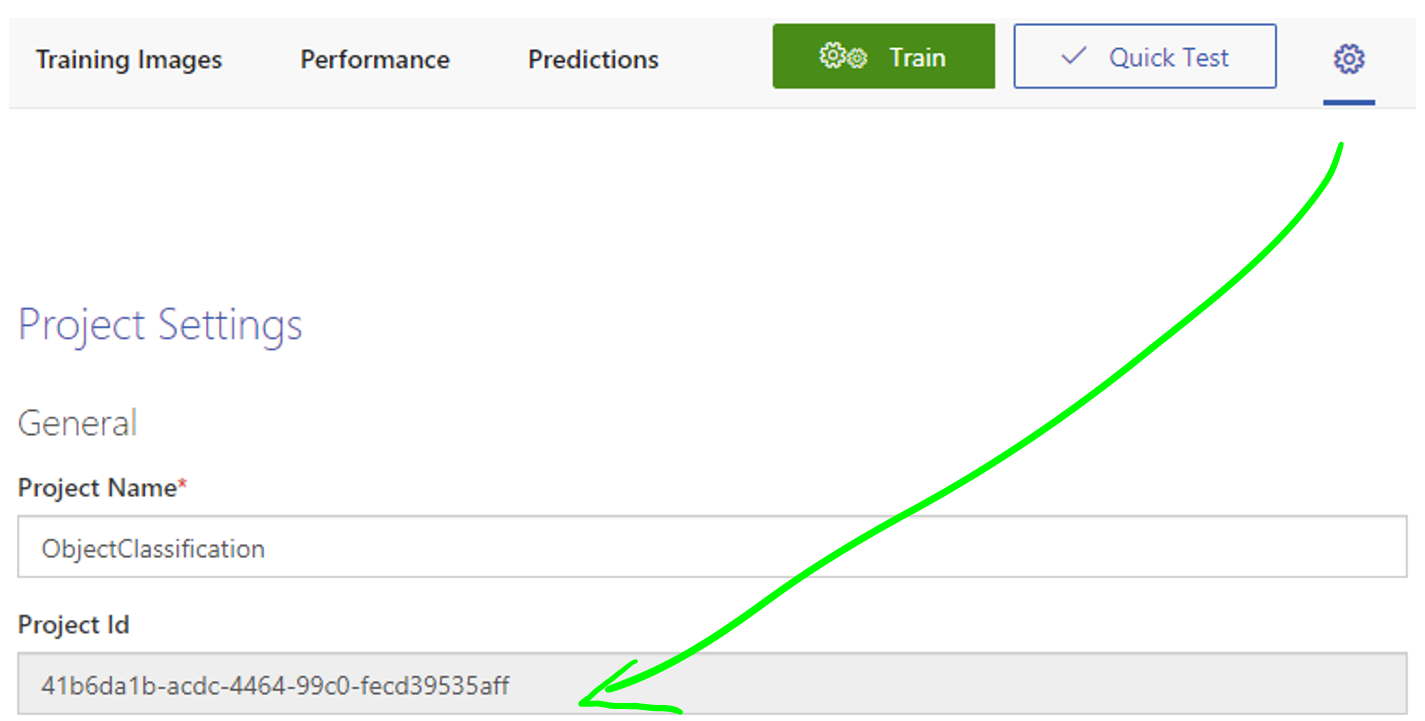 Training Images Performance Predictions Train Quick Test
Project Settings
General
Project Name*
ObjectClassification
Project Id
41b6da1b-acdc-4464-99c0-fecd39535aff